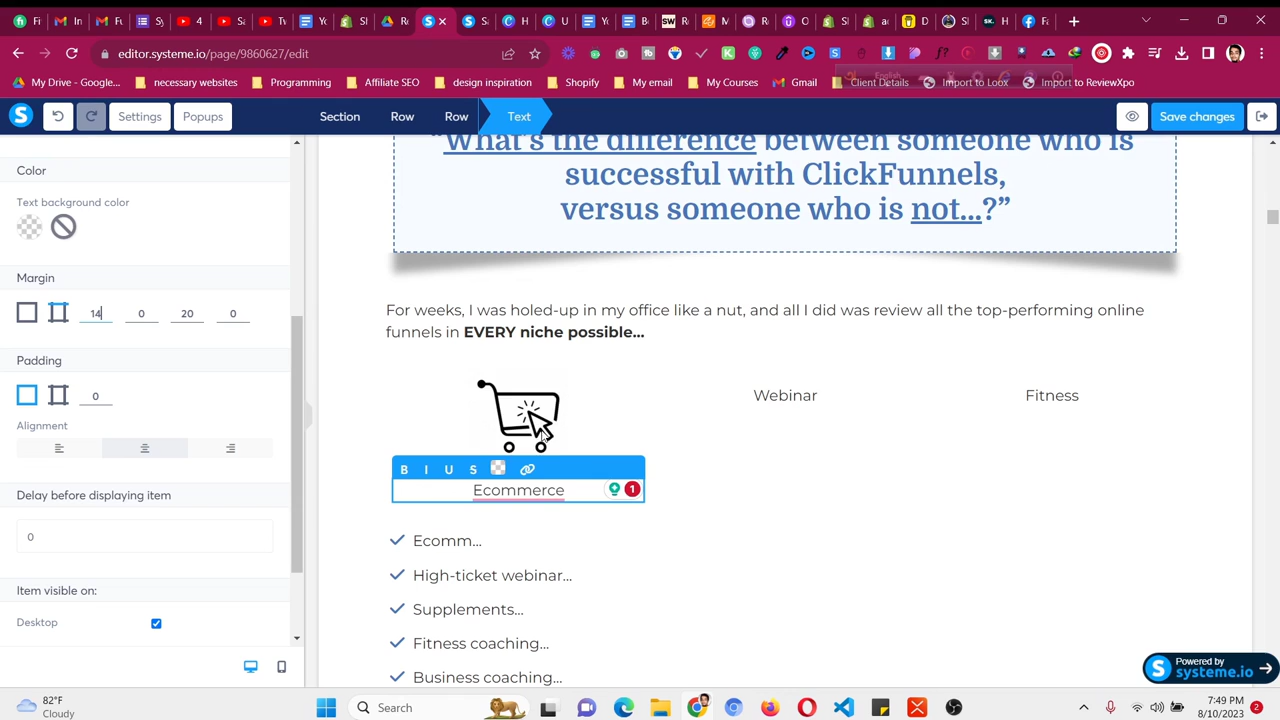 editor.systeme.io/page/9860627/edit
My Drive - Google...
necessary websites
Programming
Affiliate SEO
design inspiration
Shopify
My email
My Courses
Gmail
Client Details
Import to Loox
Import to ReviewXpo
English
Settings
Popups
Section
Row
Row
Text
Save changes
Color
Text background color
Margin
14
0
20
0
Padding
0
Alignment
Delay before displaying item
0
Item visible on:
Desktop
“What's the difference between someone who is
successful with ClickFunnels,
versus someone who is not...?”
For weeks, I was holed-up in my office like a nut, and all I did was review all the top-performing online
funnels in EVERY niche possible...
Webinar
Fitness
B I U S
Ecommerce
1
Ecomm...
High-ticket webinar...
Supplements...
Fitness coaching...
Business coaching...
Powered by
systeme.io
82°F
Cloudy
Search
7:49 PM
8/10/2023
2